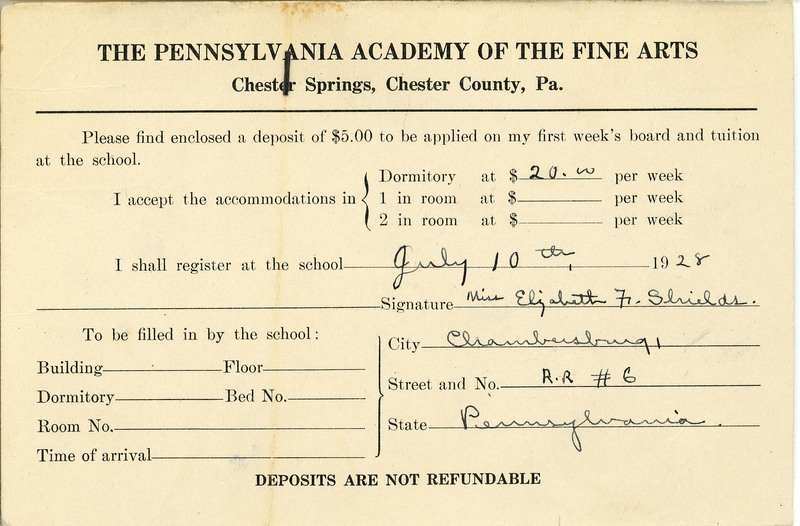 THE PENNSYLVANIA ACADEMY OF THE FINE ARTS
Chester Springs, Chester County, Pa.
Please find enclosed a deposit of $5.00 to be applied on my first week's board and tuition
at the school.
I accept the accommodations in
Dormitory at $ 20.00 per week
1 in room at $ per week
2 in room at $ per week
I shall register at the school July 10th, 1928
Signature Miss Elizabeth F. Shields.
To be filled in by the school:
Building Floor
Dormitory Bed No.
Room No.
Time of arrival
City Chambersburg,
Street and No. R.R # 6
State Pennsylvania.
DEPOSITS ARE NOT REFUNDABLE